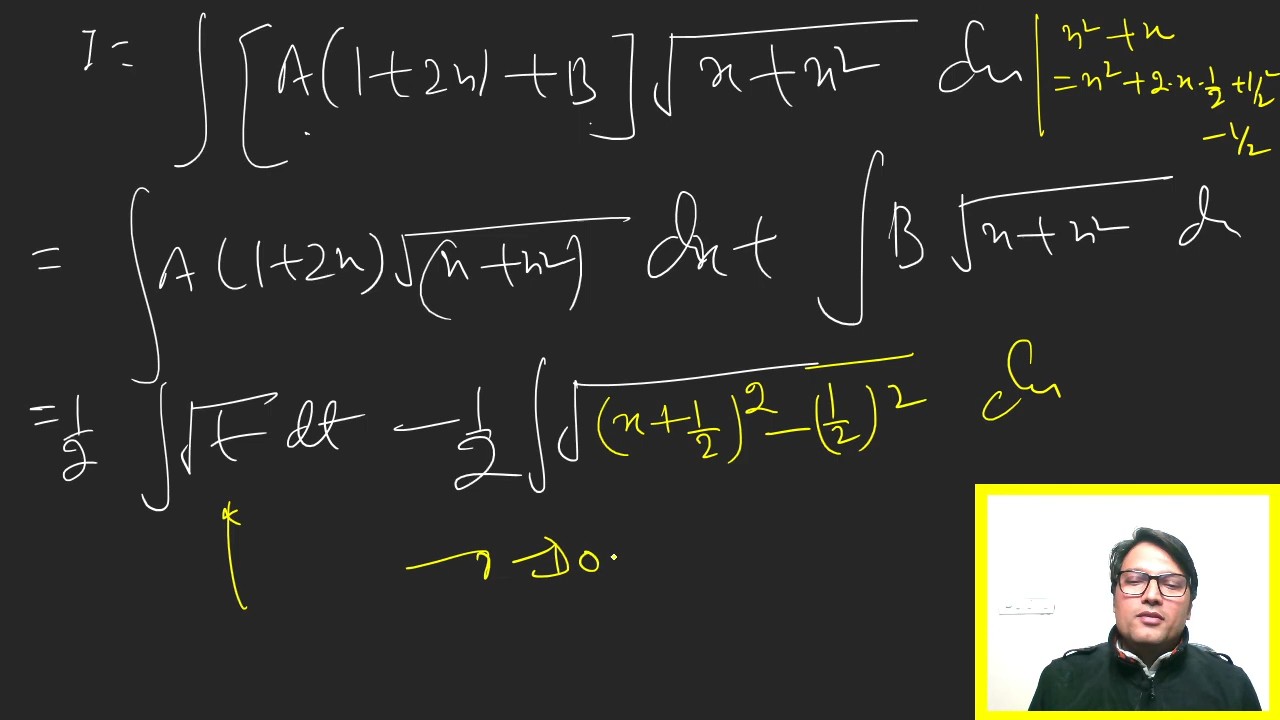 I = ∫ [A(1+2x) + B] √(x+x²) dx
x² + x
= x² + 2·x·1/2 + 1/2²
- 1/2
= ∫ A(1+2x) √(x+x²) dx + ∫ B √(x+x²) dx
= 1/2 ∫ √t dt - 1/2 ∫ √((x+1/2)² - (1/2)²) dx
→ Do.